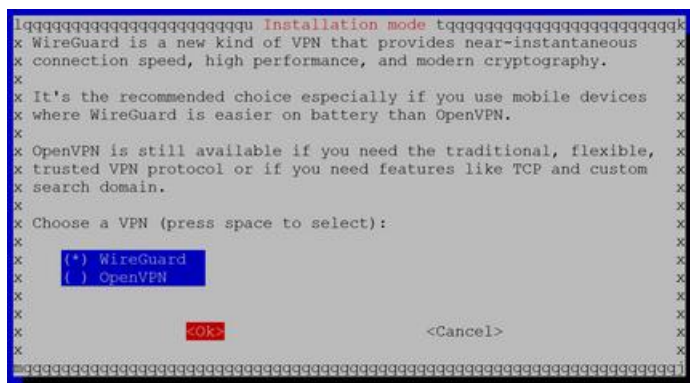 lqqqqqqqqqqqqqqqqqqqqqqqu Installation mode tqqqqqqqqqqqqqqqqqqqqqqqk
x WireGuard is a new kind of VPN that provides near-instantaneous x
x connection speed, high performance, and modern cryptography. x
x x
x It's the recommended choice especially if you use mobile devices x
x where WireGuard is easier on battery than OpenVPN. x
x x
x OpenVPN is still available if you need the traditional, flexible, x
x trusted VPN protocol or if you need features like TCP and custom x
x search domain. x
x x
x Choose a VPN (press space to select): x
x x
x (*) WireGuard x
x ( ) OpenVPN x
x x
x x
x <Ok> <Cancel> x
x x
mqqqqqqqqqqqqqqqqqqqqqqqqqqqqqqqqqqqqqqqqqqqqqqqqqqqqqqqqqqqqqqqqqqj